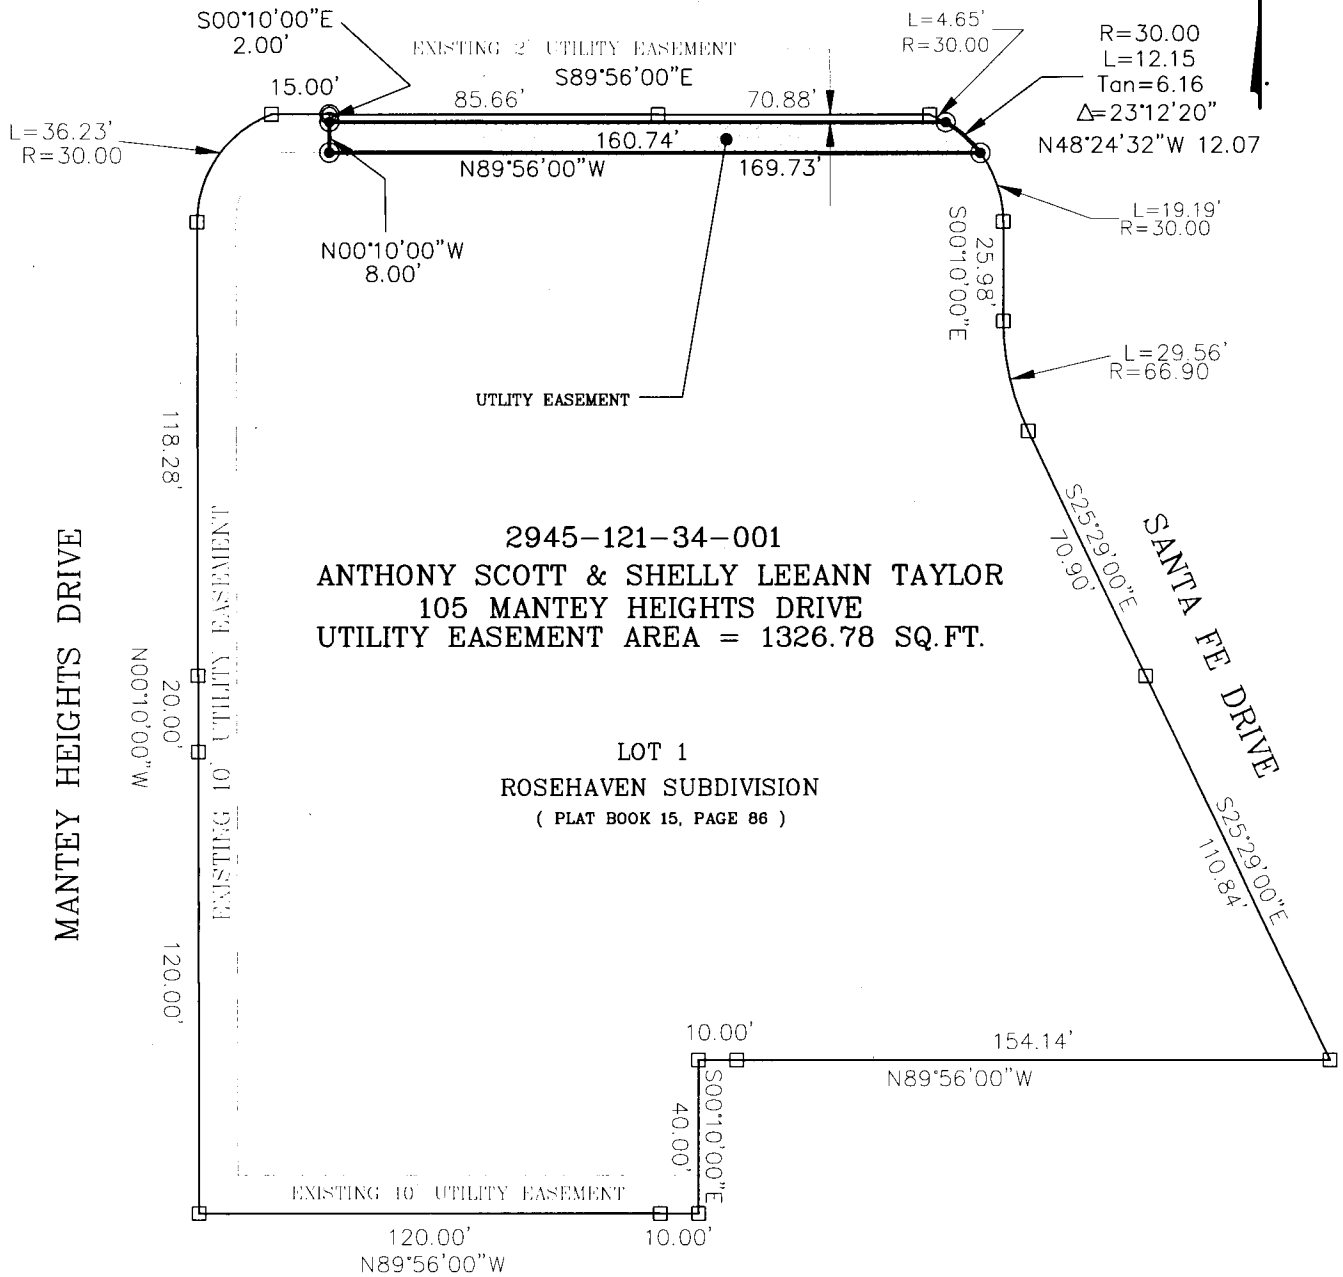 S00°10'00"E
2.00'
EXISTING 2' UTILITY EASEMENT
S89°56'00"E
L=4.65'
R=30.00
R=30.00
L=12.15
Tan=6.16
Δ=23°12'20"
N48°24'32"W 12.07
15.00'
85.66'
70.88'
L=36.23'
R=30.00
160.74'
N89°56'00"W
169.73'
N00°10'00"W
8.00'
L=19.19'
R=30.00
25.98'
S00°10'00"E
L=29.56'
R=66.90
UTLITY EASEMENT
118.28'
S25°29'00"E
70.90'
SANTA FE DRIVE
2945-121-34-001
ANTHONY SCOTT & SHELLY LEEANN TAYLOR
105 MANTEY HEIGHTS DRIVE
UTILITY EASEMENT AREA = 1326.78 SQ.FT.
MANTEY HEIGHTS DRIVE
EXISTING 10' UTILITY EASEMENT
20.00'
N00°10'00"W
LOT 1
ROSEHAVEN SUBDIVISION
( PLAT BOOK 15, PAGE 86 )
S25°29'00"E
110.84'
120.00'
10.00'
154.14'
N89°56'00"W
S00°10'00"E
40.00'
EXISTING 10' UTILITY EASEMENT
120.00'
10.00'
N89°56'00"W